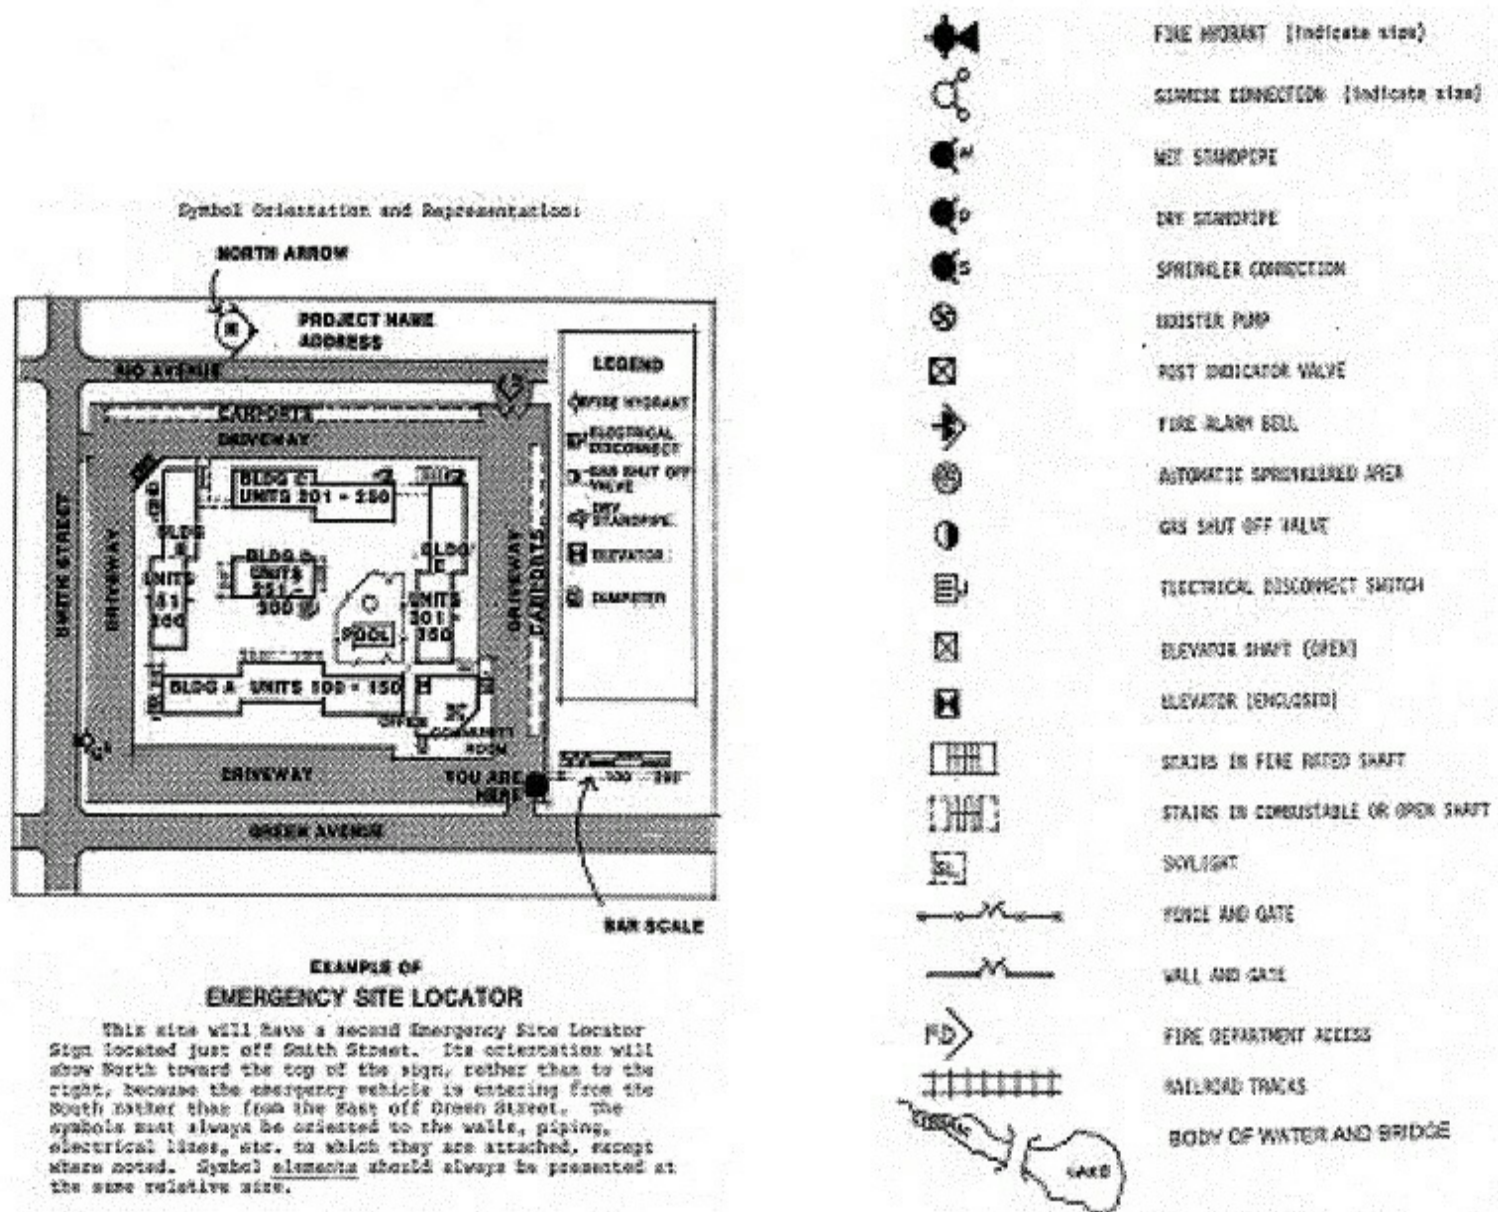 Symbol Orientation and Representation:
NORTH ARROW
PROJECT NAME
ADDRESS
RIO AVENUE
CARPORTS
DRIVEWAY
SMITH STREET
DRIVEWAY
BLDG C
UNITS 201 - 250
BLDG
UNITS
BLDG D
UNITS
251 -
300
POOL
BLDG
E
UNITS
301 -
350
DRIVEWAY
CARPORTS
BLDG A UNITS 100 - 150
OFFICE
COMMUNITY
ROOM
DRIVEWAY
YOU ARE
HERE
GREEN AVENUE
LEGEND
FIRE HYDRANT
ELECTRICAL
DISCONNECT
GAS SHUT OFF
VALVE
DRY
STANDPIPE
ELEVATOR
DUMPSTER
BAR SCALE
EXAMPLE OF
EMERGENCY SITE LOCATOR
This site will have a second Emergency Site Locator
Sign located just off Smith Street. Its orientation will
show North toward the top of the sign, rather than to the
right, because the emergency vehicle is entering from the
South rather than from the East off Green Street. The
symbols must always be oriented to the walls, piping,
electrical lines, etc. to which they are attached, except
where noted. Symbol elements should always be presented at
the same relative size.
FIRE HYDRANT (indicate size)
SIAMESE CONNECTION (indicate size)
W WET STANDPIPE
D DRY STANDPIPE
S SPRINKLER CONNECTION
BOOSTER PUMP
POST INDICATOR VALVE
FIRE ALARM BELL
AUTOMATIC SPRINKLERED AREA
GAS SHUT OFF VALVE
ELECTRICAL DISCONNECT SWITCH
ELEVATOR SHAFT (OPEN)
ELEVATOR (ENCLOSED)
STAIRS IN FIRE RATED SHAFT
STAIRS IN COMBUSTABLE OR OPEN SHAFT
SL SKYLIGHT
FENCE AND GATE
WALL AND GATE
FD FIRE DEPARTMENT ACCESS
RAILROAD TRACKS
LAKE
BODY OF WATER AND BRIDGE